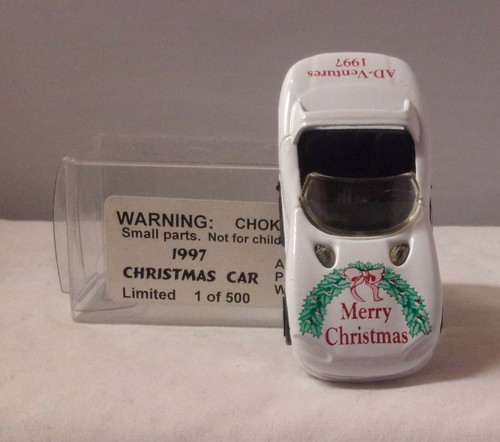 AD-Ventures
1997
WARNING: CHOK
Small parts. Not for child
1997
CHRISTMAS CAR
Limited 1 of 500
A
P
W
Merry
Christmas